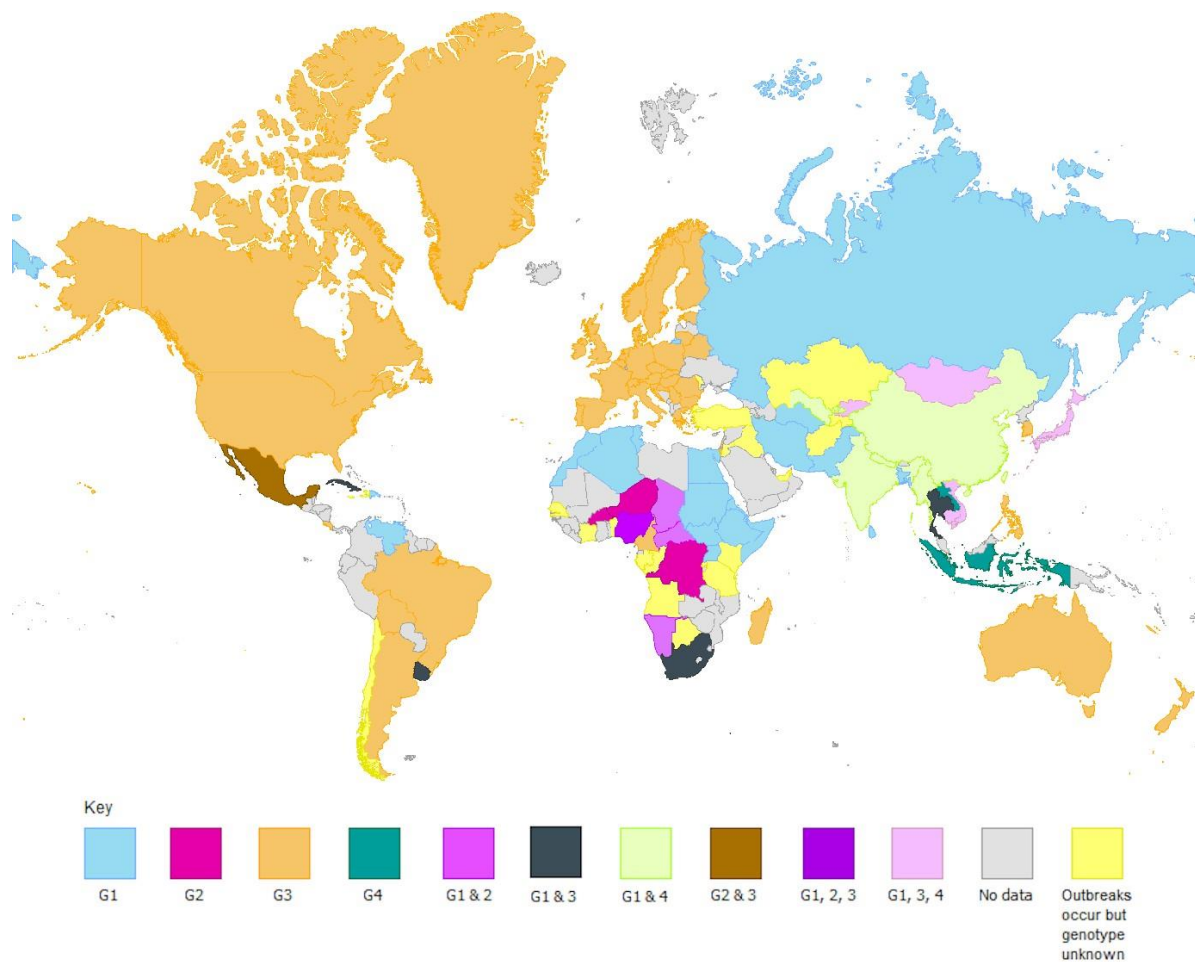 Key
G1
G2
G3
G4
G1 & 2
G1 & 3
G1 & 4
G2 & 3
G1, 2, 3
G1, 3, 4
No data
Outbreaks
occur but
genotype
unknown